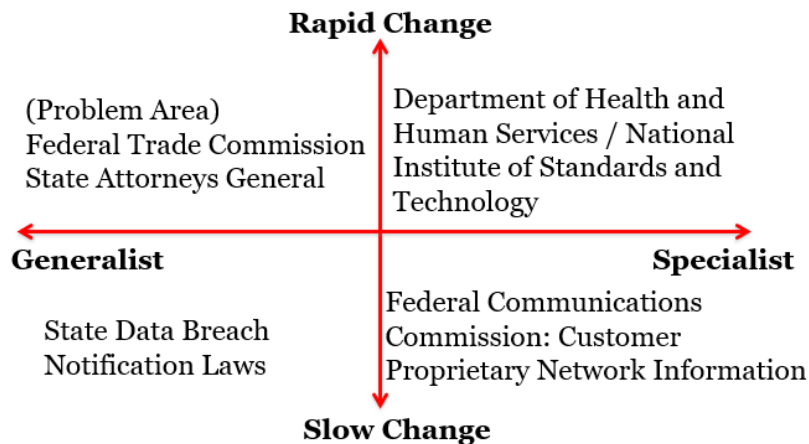 Rapid Change
(Problem Area)
Federal Trade Commission
State Attorneys General
Department of Health and
Human Services / National
Institute of Standards and
Technology
Generalist
Specialist
State Data Breach
Notification Laws
Federal Communications
Commission: Customer
Proprietary Network Information
Slow Change